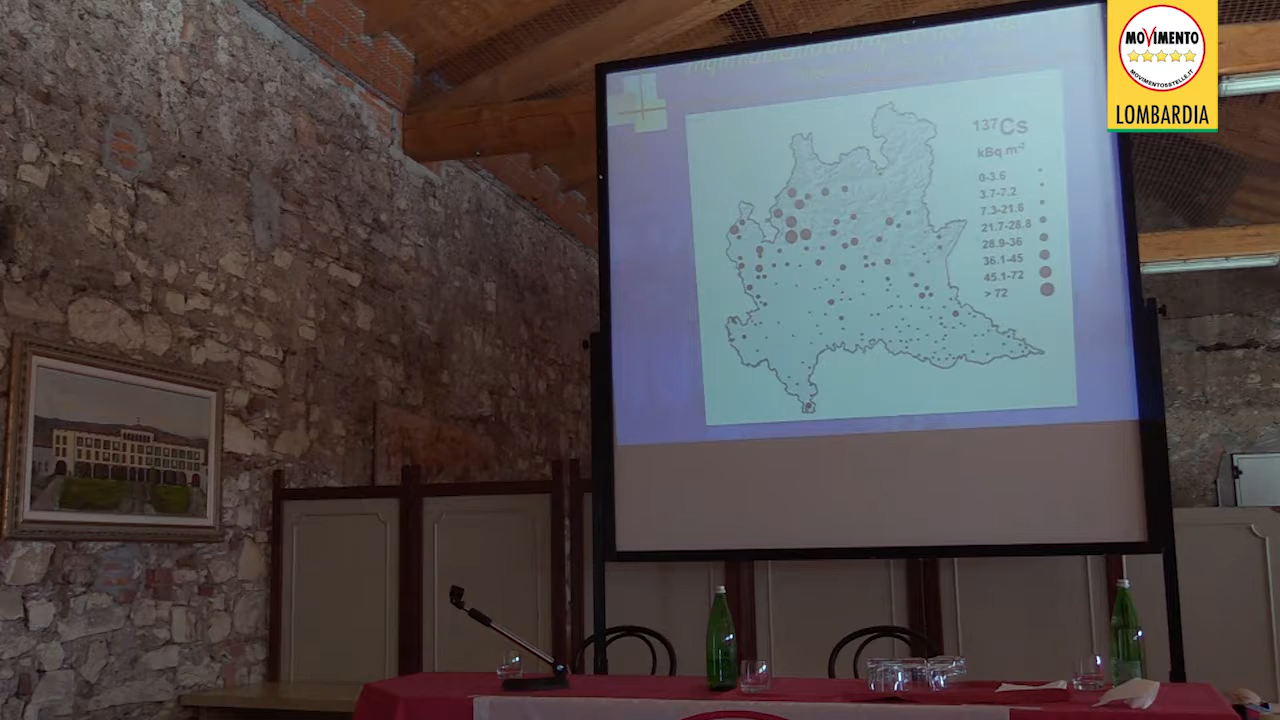 MOVIMENTO
MOVIMENTO5STELLE.IT
LOMBARDIA
137Cs
kBq m-2
0-3.6
3.7-7.2
7.3-21.6
21.7-28.8
28.9-36
36.1-45
45.1-72
> 72